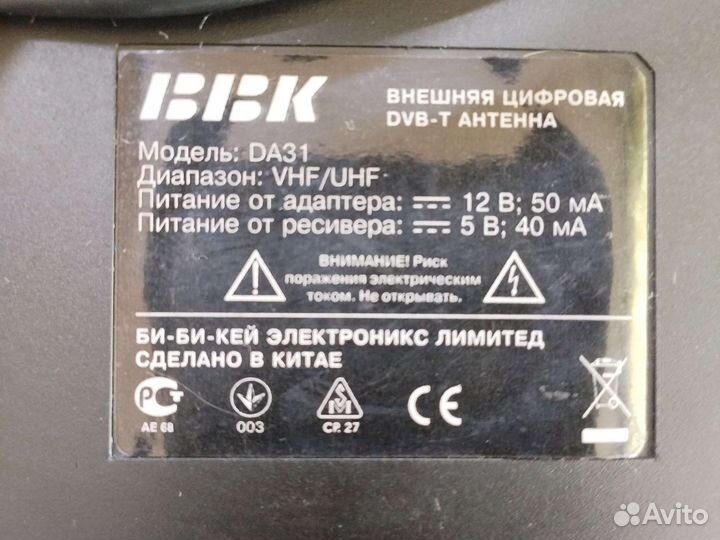 BBK
ВНЕШНЯЯ ЦИФРОВАЯ
DVB-T АНТЕННА
Модель: DA31
Диапазон: VHF/UHF
Питание от адаптера: 12 В; 50 мА
Питание от ресивера: 5 В; 40 мА
ВНИМАНИЕ! Риск
поражения электрическим
током. Не открывать.
БИ-БИ-КЕЙ ЭЛЕКТРОНИКС ЛИМИТЕД
СДЕЛАНО В КИТАЕ
АЕ 68
003
СР. 27
CE
Avito